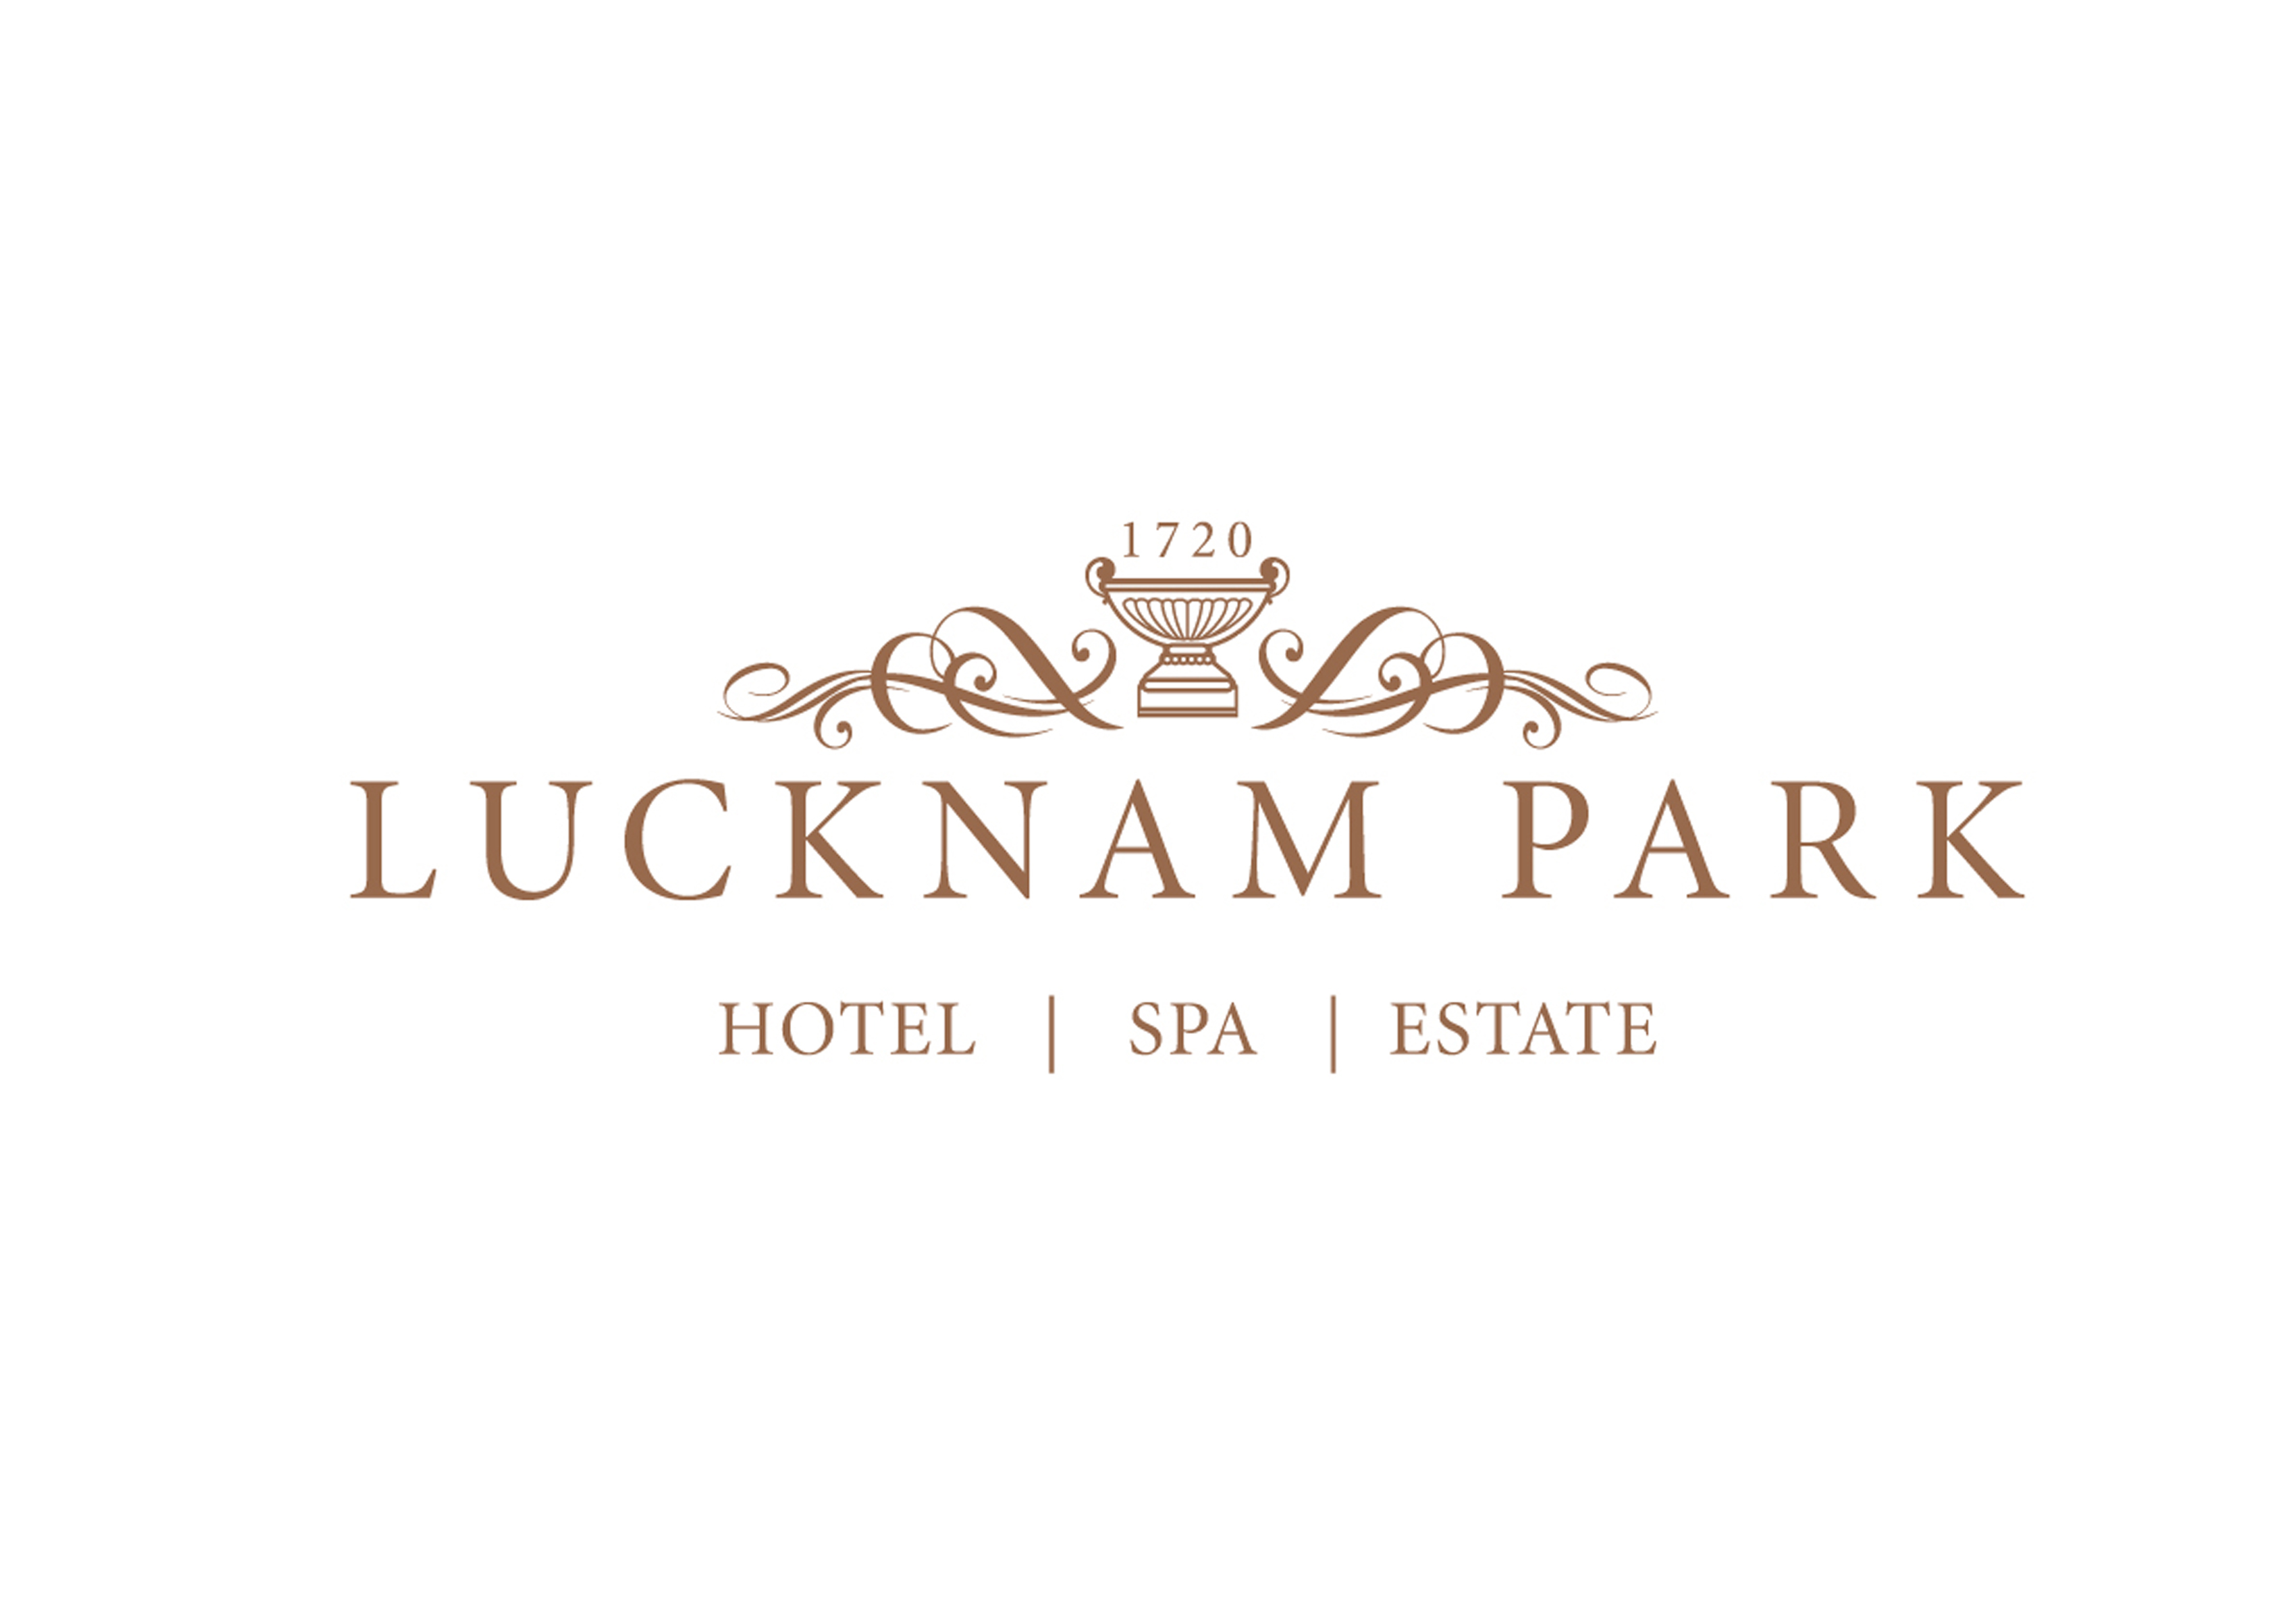 1720
LUCKNAM PARK
HOTEL | SPA | ESTATE